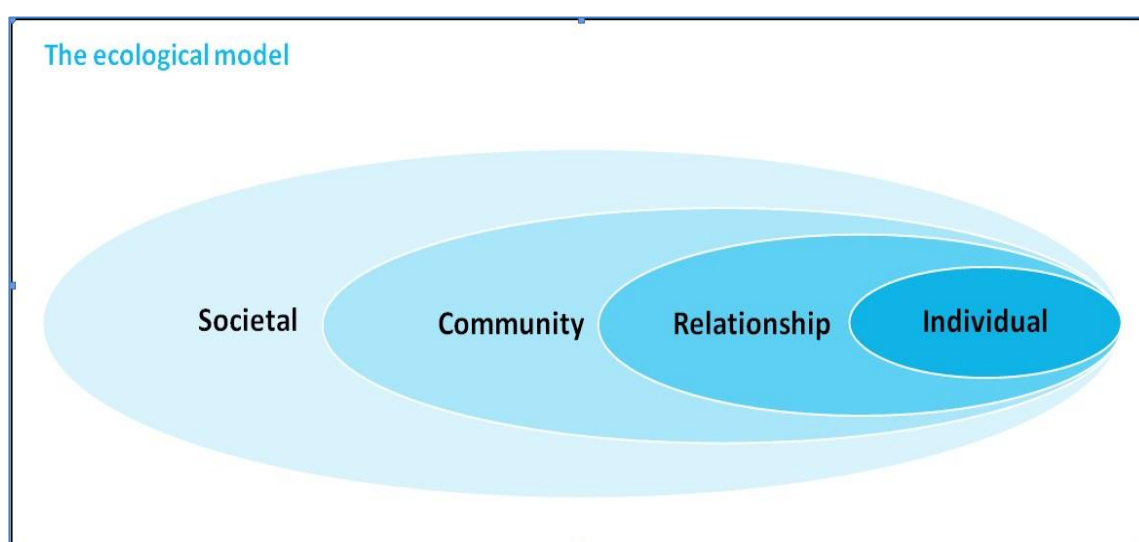 The ecological model
Societal
Community
Relationship
Individual